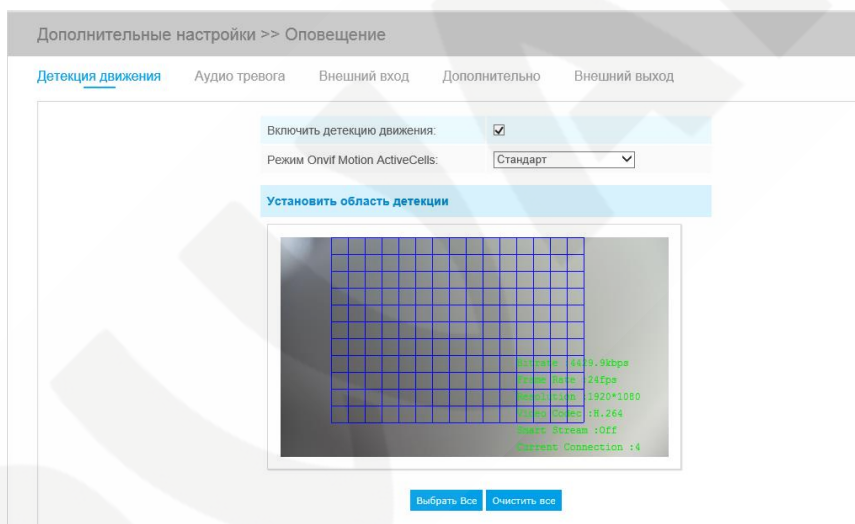 Дополнительные настройки >> Оповещение
Детекция движения Аудио тревога Внешний вход Дополнительно Внешний выход
Включить детекцию движения:
Режим Onvif Motion ActiveCells: Стандарт
Установить область детекции
Bitrate :4429.9kbps
Frame Rate :24fps
Resolution :1920*1080
Video Codec :H.264
Smart Stream :Off
Current Connection :4
Выбрать Все Очистить все